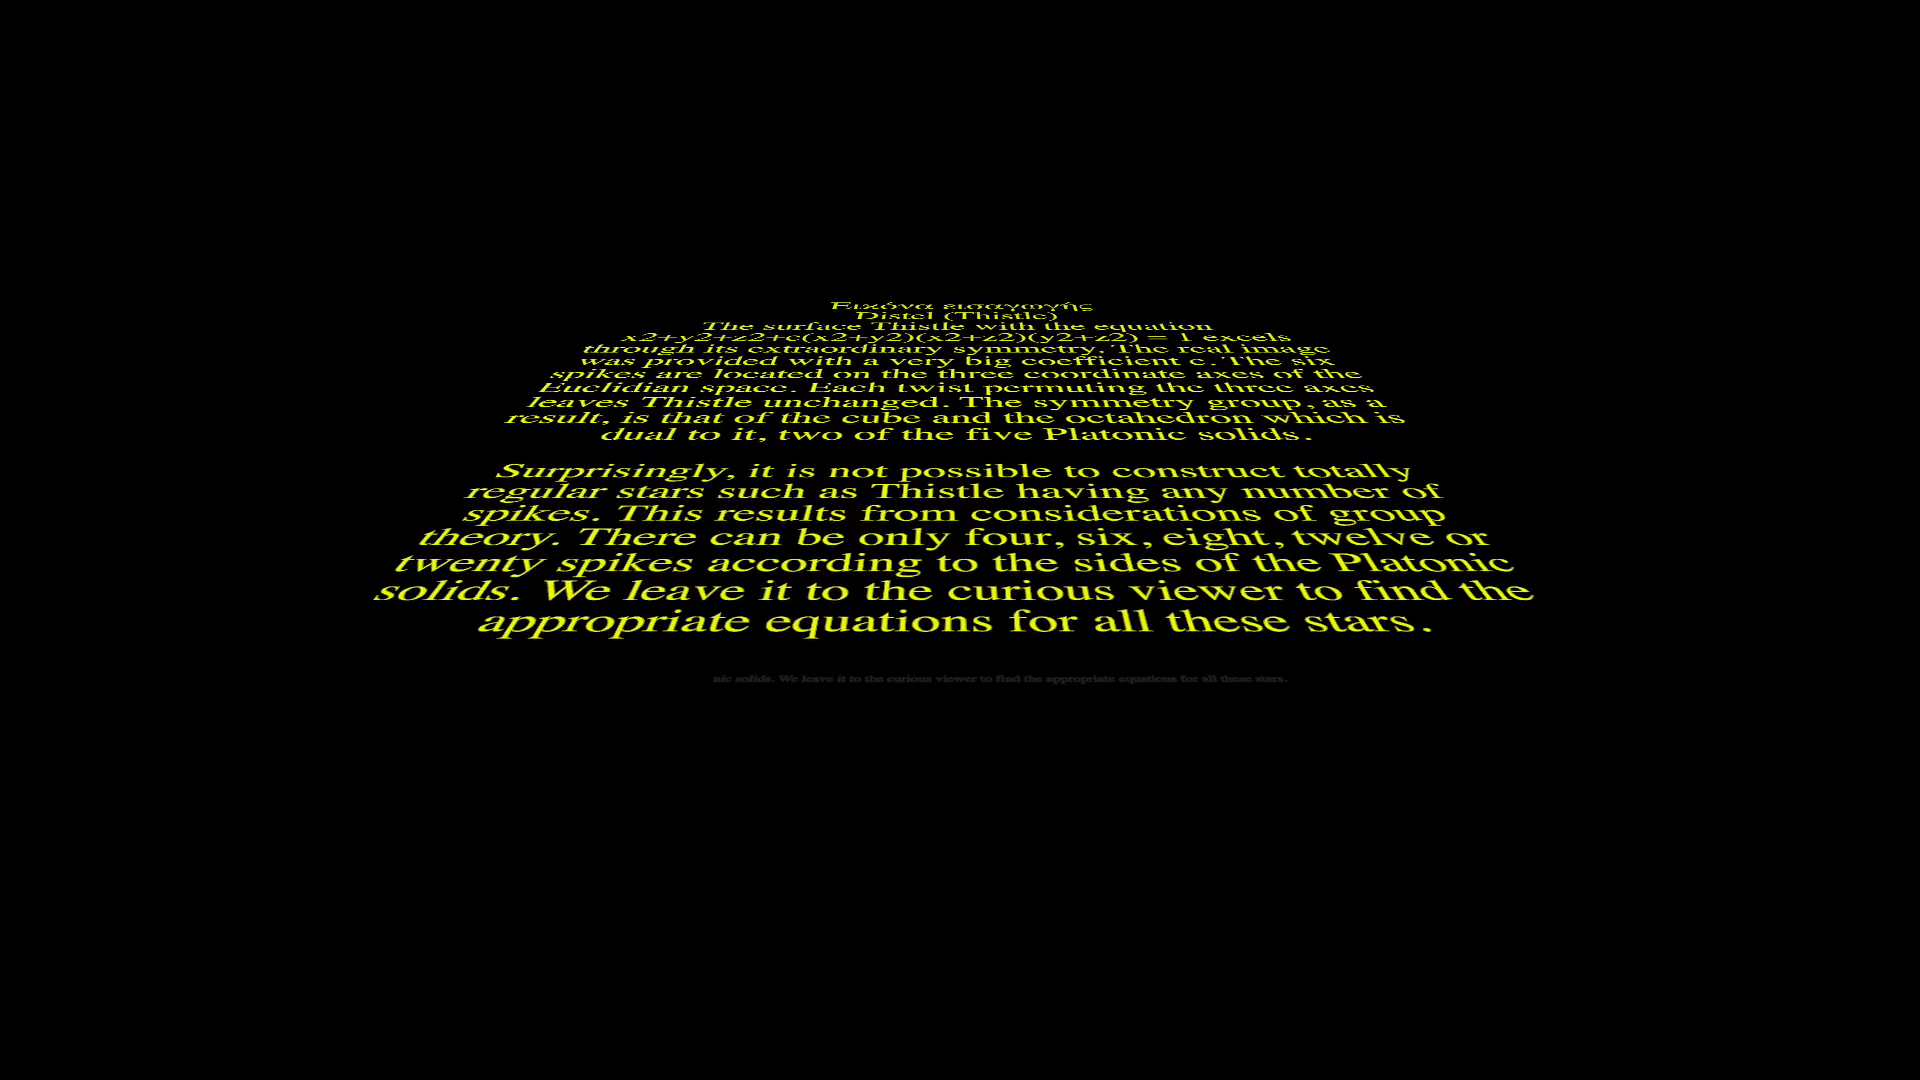 Εικόνα εισαγωγής
Distel (Thistle)
The surface Thistle with the equation
x2+y2+z2+c(x2+y2)(x2+z2)(y2+z2) = 1 excels
through its extraordinary symmetry. The real image
was provided with a very big coefficient c. The six
spikes are located on the three coordinate axes of the
Euclidian space. Each twist permuting the three axes
leaves Thistle unchanged. The symmetry group, as a
result, is that of the cube and the octahedron which is
dual to it, two of the five Platonic solids.
Surprisingly, it is not possible to construct totally
regular stars such as Thistle having any number of
spikes. This results from considerations of group
theory. There can be only four, six, eight, twelve or
twenty spikes according to the sides of the Platonic
solids. We leave it to the curious viewer to find the
appropriate equations for all these stars.
nic solids. We leave it to the curious viewer to find the appropriate equations for all these stars.